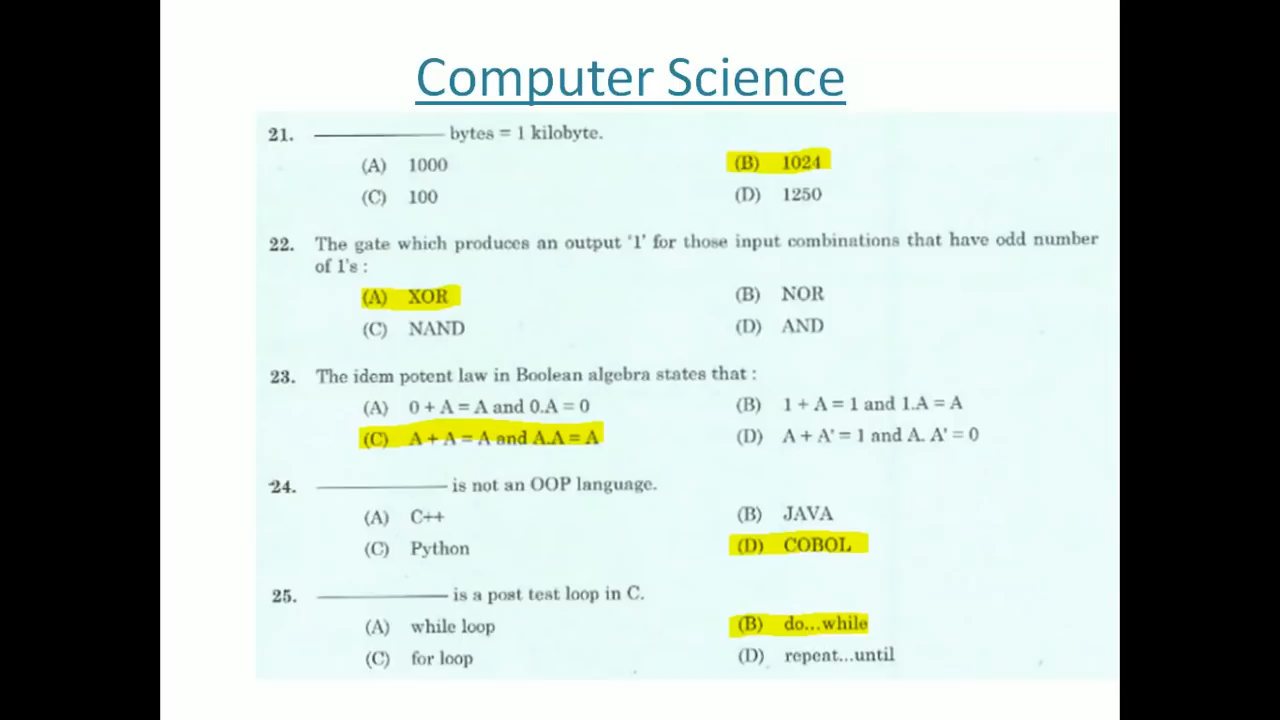 Computer Science
21. ____________ bytes = 1 kilobyte.
(A) 1000 (B) 1024
(C) 100 (D) 1250
22. The gate which produces an output '1' for those input combinations that have odd number
of 1's :
(A) XOR (B) NOR
(C) NAND (D) AND
23. The idem potent law in Boolean algebra states that :
(A) 0 + A = A and 0.A = 0 (B) 1 + A = 1 and 1.A = A
(C) A + A = A and A.A = A (D) A + A' = 1 and A. A' = 0
24. ____________ is not an OOP language.
(A) C++ (B) JAVA
(C) Python (D) COBOL
25. ____________ is a post test loop in C.
(A) while loop (B) do...while
(C) for loop (D) repeat...until